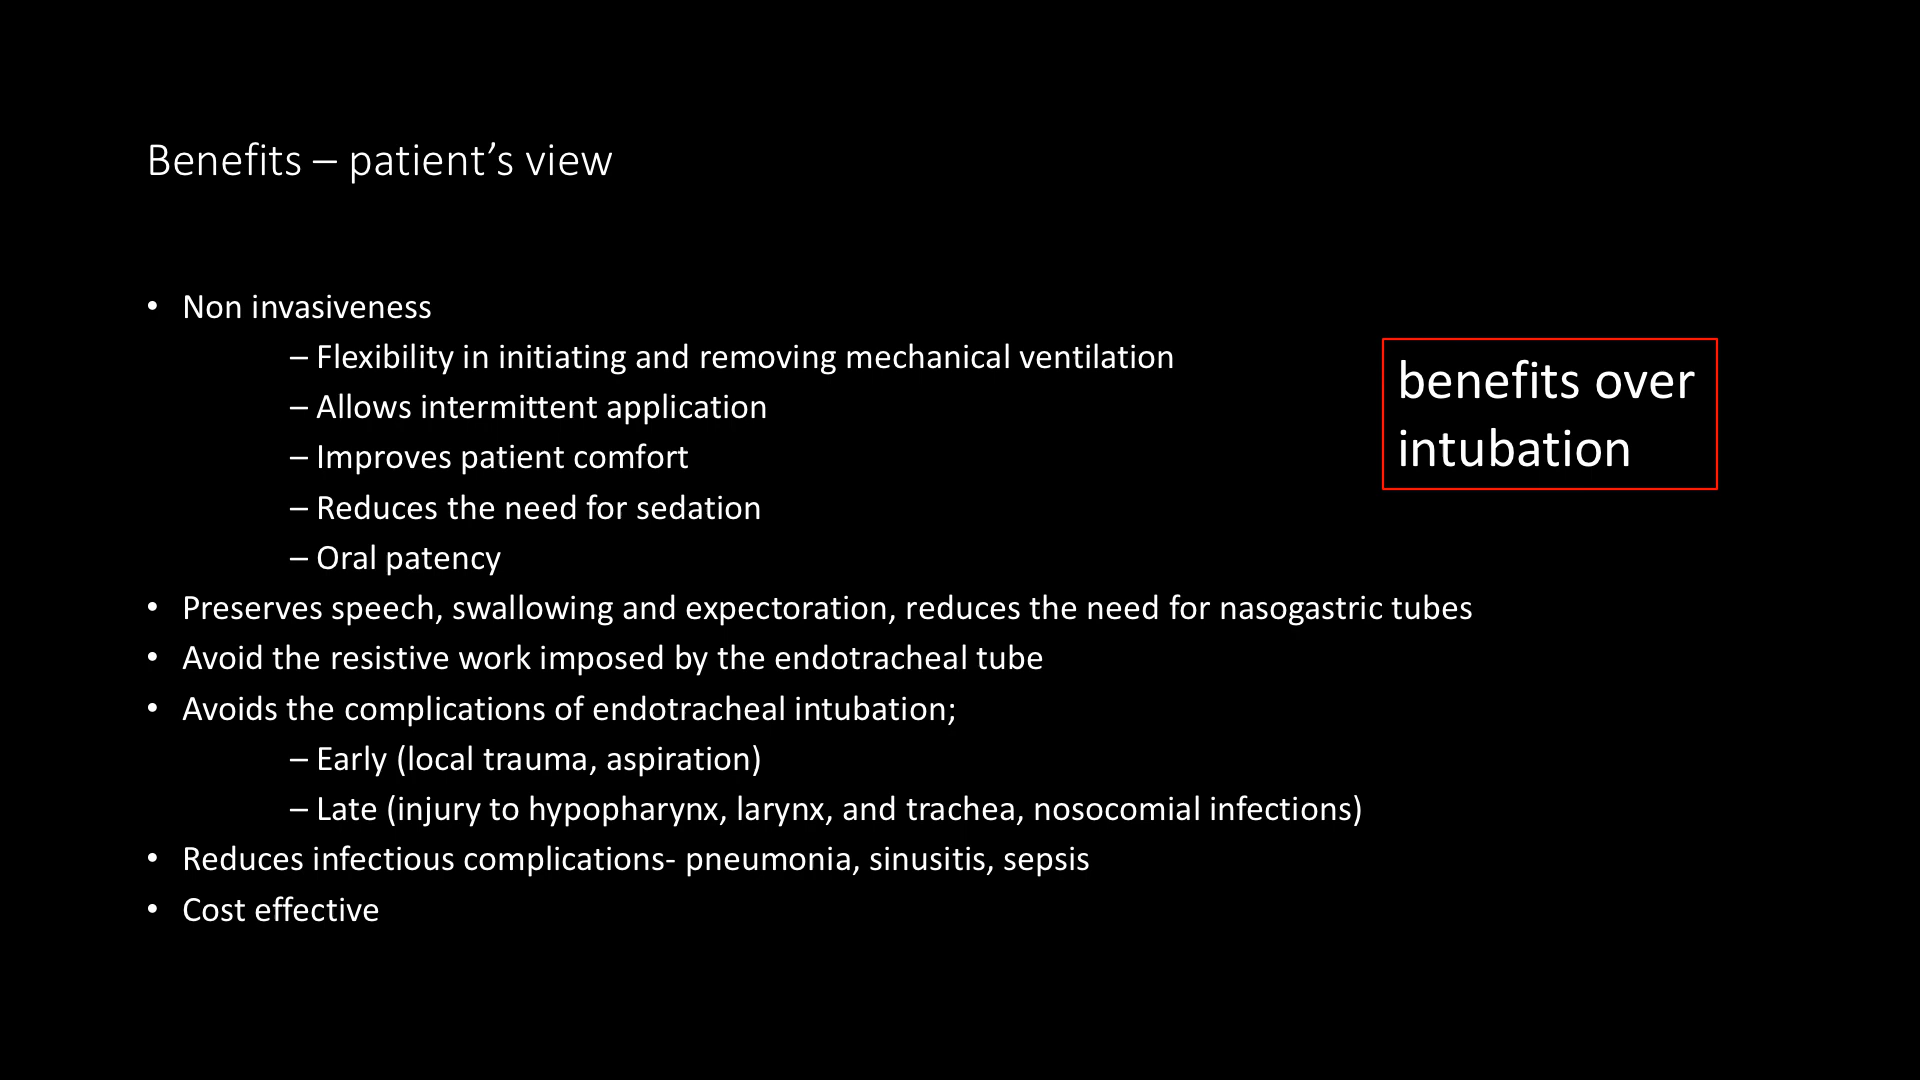 Benefits – patient’s view
• Non invasiveness
– Flexibility in initiating and removing mechanical ventilation
– Allows intermittent application
– Improves patient comfort
– Reduces the need for sedation
– Oral patency
• Preserves speech, swallowing and expectoration, reduces the need for nasogastric tubes
• Avoid the resistive work imposed by the endotracheal tube
• Avoids the complications of endotracheal intubation;
– Early (local trauma, aspiration)
– Late (injury to hypopharynx, larynx, and trachea, nosocomial infections)
• Reduces infectious complications- pneumonia, sinusitis, sepsis
• Cost effective
benefits over
intubation